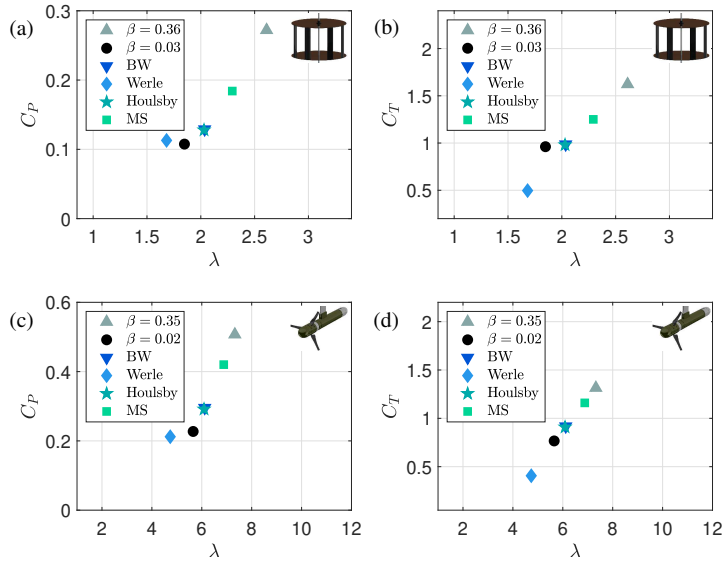 (a)
0.3
0.2
0.1
0
C_P
β = 0.36
β = 0.03
BW
Werle
Houlsby
MS
1
1.5
2
2.5
3
λ
(b)
2
1.5
1
0.5
C_T
β = 0.36
β = 0.03
BW
Werle
Houlsby
MS
1
1.5
2
2.5
3
λ
(c)
0.6
0.4
0.2
0
C_P
β = 0.35
β = 0.02
BW
Werle
Houlsby
MS
2
4
6
8
10
12
λ
(d)
2
1.5
1
0.5
C_T
β = 0.35
β = 0.02
BW
Werle
Houlsby
MS
2
4
6
8
10
12
λ